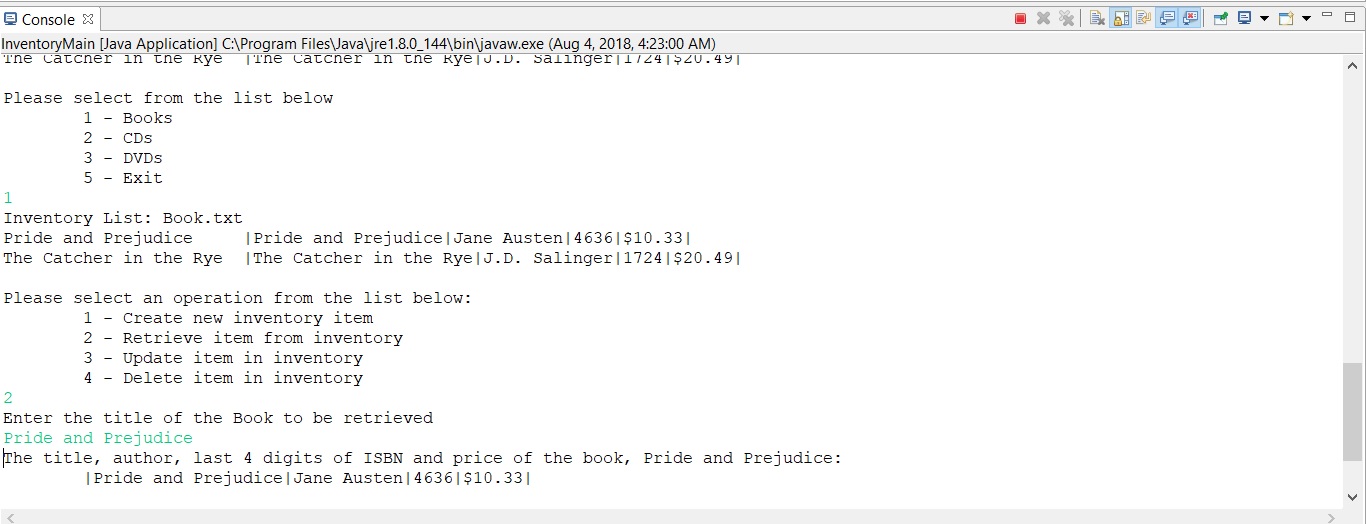 Console
InventoryMain [Java Application] C:\Program Files\Java\jre1.8.0_144\bin\javaw.exe (Aug 4, 2018, 4:23:00 AM)
The Catcher in the Rye  |The Catcher in the Rye|J.D. Salinger|1724|$20.49|
Please select from the list below
1 - Books
2 - CDs
3 - DVDs
5 - Exit
1
Inventory List: Book.txt
Pride and Prejudice     |Pride and Prejudice|Jane Austen|4636|$10.33|
The Catcher in the Rye  |The Catcher in the Rye|J.D. Salinger|1724|$20.49|
Please select an operation from the list below:
1 - Create new inventory item
2 - Retrieve item from inventory
3 - Update item in inventory
4 - Delete item in inventory
2
Enter the title of the Book to be retrieved
Pride and Prejudice
The title, author, last 4 digits of ISBN and price of the book, Pride and Prejudice:
|Pride and Prejudice|Jane Austen|4636|$10.33|